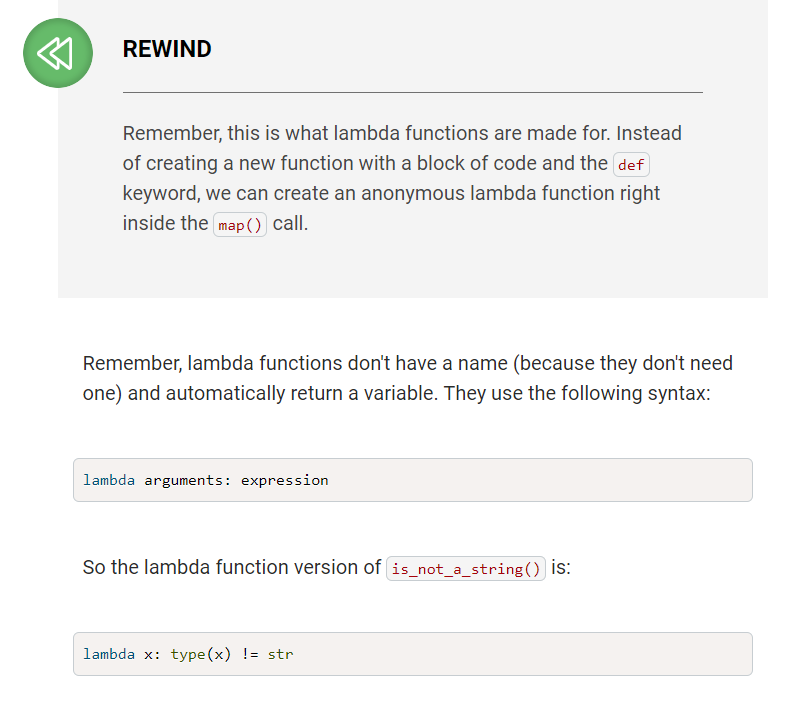 REWIND
Remember, this is what lambda functions are made for. Instead
of creating a new function with a block of code and the def
keyword, we can create an anonymous lambda function right
inside the map() call.
Remember, lambda functions don't have a name (because they don't need
one) and automatically return a variable. They use the following syntax:
lambda arguments: expression
So the lambda function version of is_not_a_string() is:
lambda x: type(x) != str